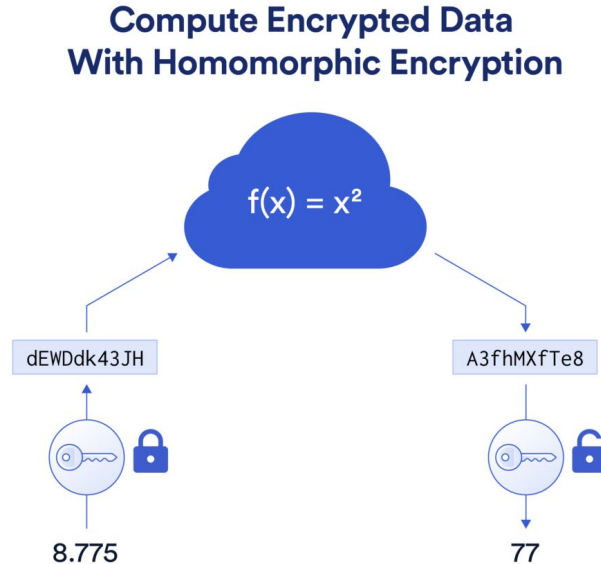 Compute Encrypted Data
With Homomorphic Encryption
f(x) = x²
dEWDdk43JH
A3fhMXfTe8
8.775
77